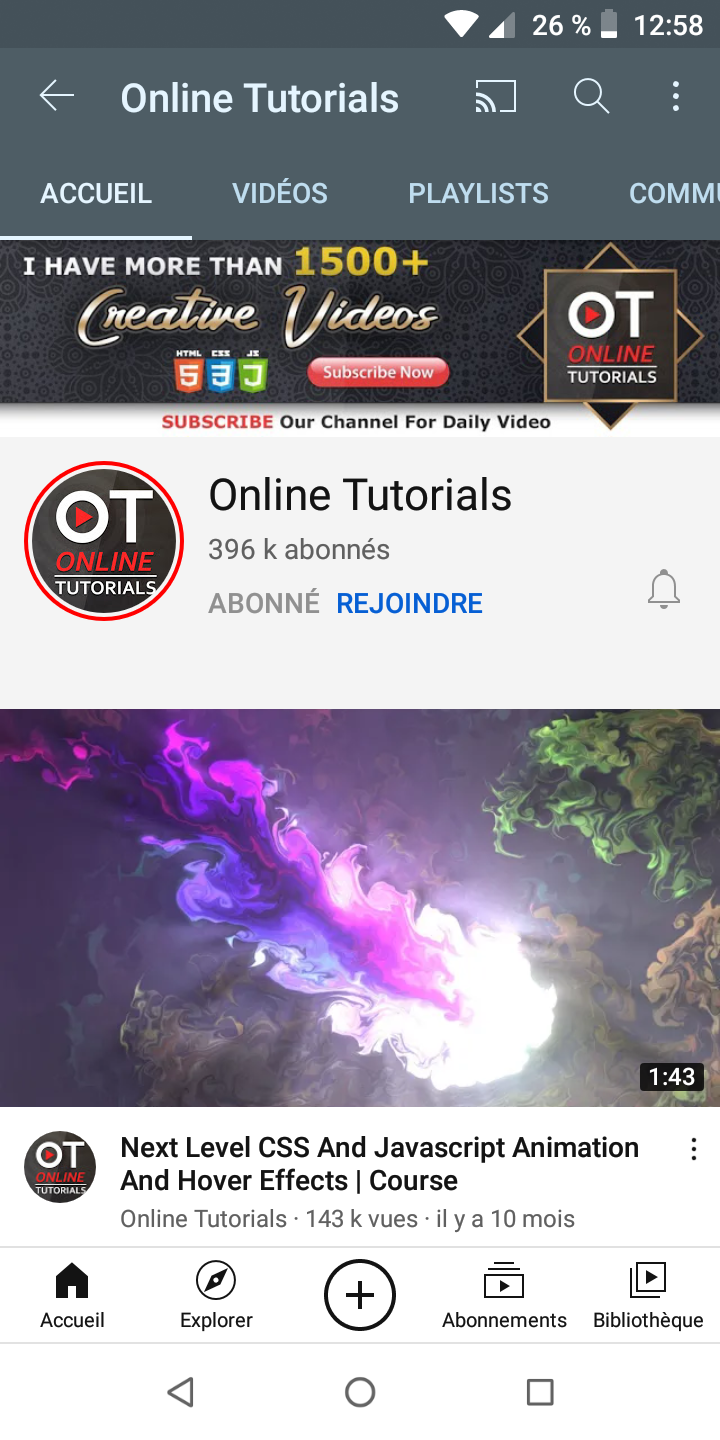 26 % 12:58
Online Tutorials
ACCUEIL VIDÉOS PLAYLISTS COMMU
I HAVE MORE THAN 1500+
Creative Videos
HTML CSS JS
5 3 J
Subscribe Now
OT
ONLINE
TUTORIALS
SUBSCRIBE Our Channel For Daily Video
OT
ONLINE
TUTORIALS
Online Tutorials
396 k abonnés
ABONNÉ REJOINDRE
1:43
OT
ONLINE
TUTORIALS
Next Level CSS And Javascript Animation
And Hover Effects | Course
Online Tutorials · 143 k vues · il y a 10 mois
Accueil Explorer Abonnements Bibliothèque